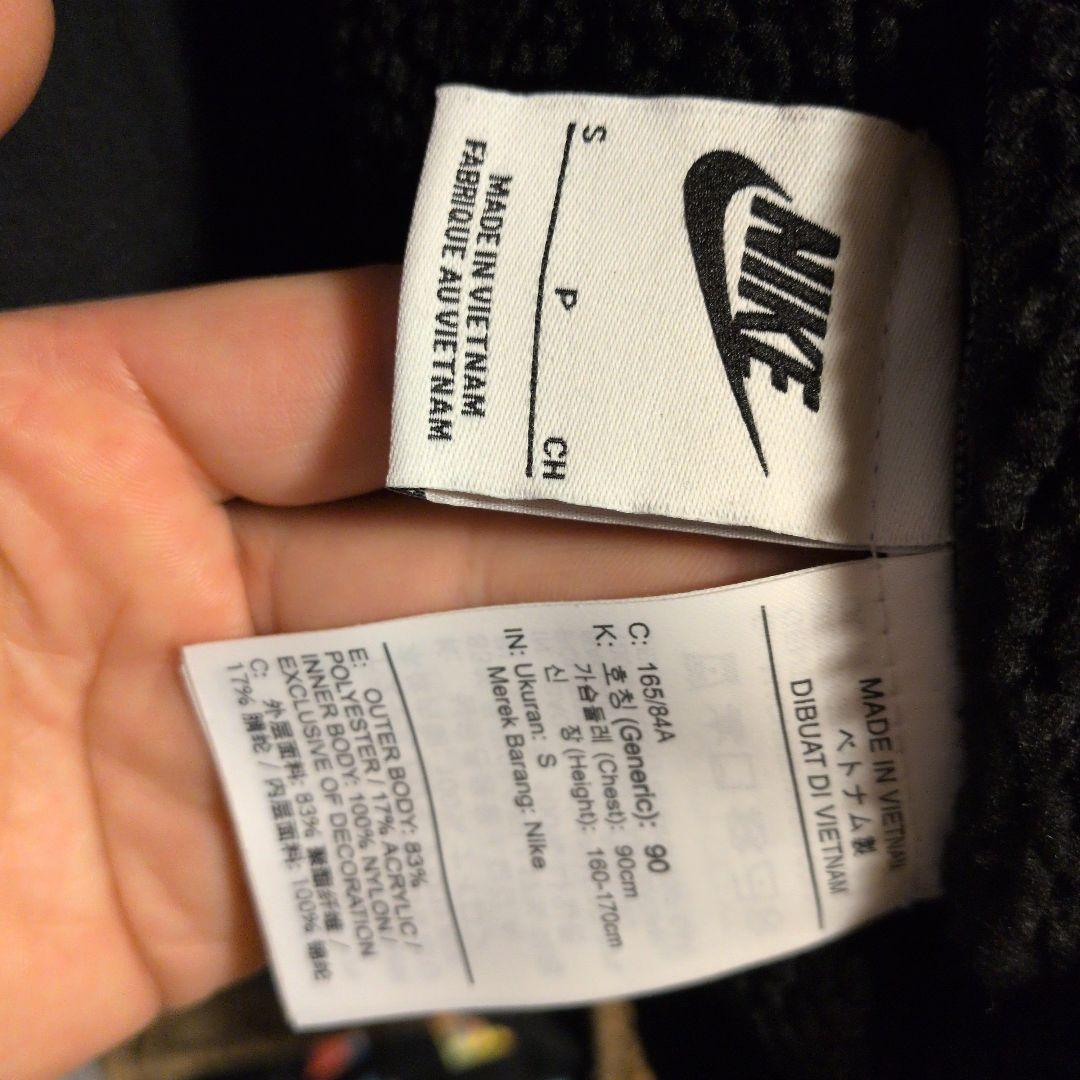 NIKE
S P CH
MADE IN VIETNAM
FABRIQUE AU VIETNAM
MADE IN VIETNAM
ベトナム製
DIBUAT DI VIETNAM
C: 165/84A
K: 호칭 (Generic): 90
가슴둘레 (Chest): 90cm
신 장 (Height): 160-170cm
IN: Ukuran: S
Merek Barang: Nike
E: OUTER BODY: 83%
POLYESTER / 17% ACRYLIC /
INNER BODY: 100% NYLON /
EXCLUSIVE OF DECORATION
C: 外层面料: 83% 聚酯纤维 /
17% 腈纶 / 内层面料: 100% 锦纶